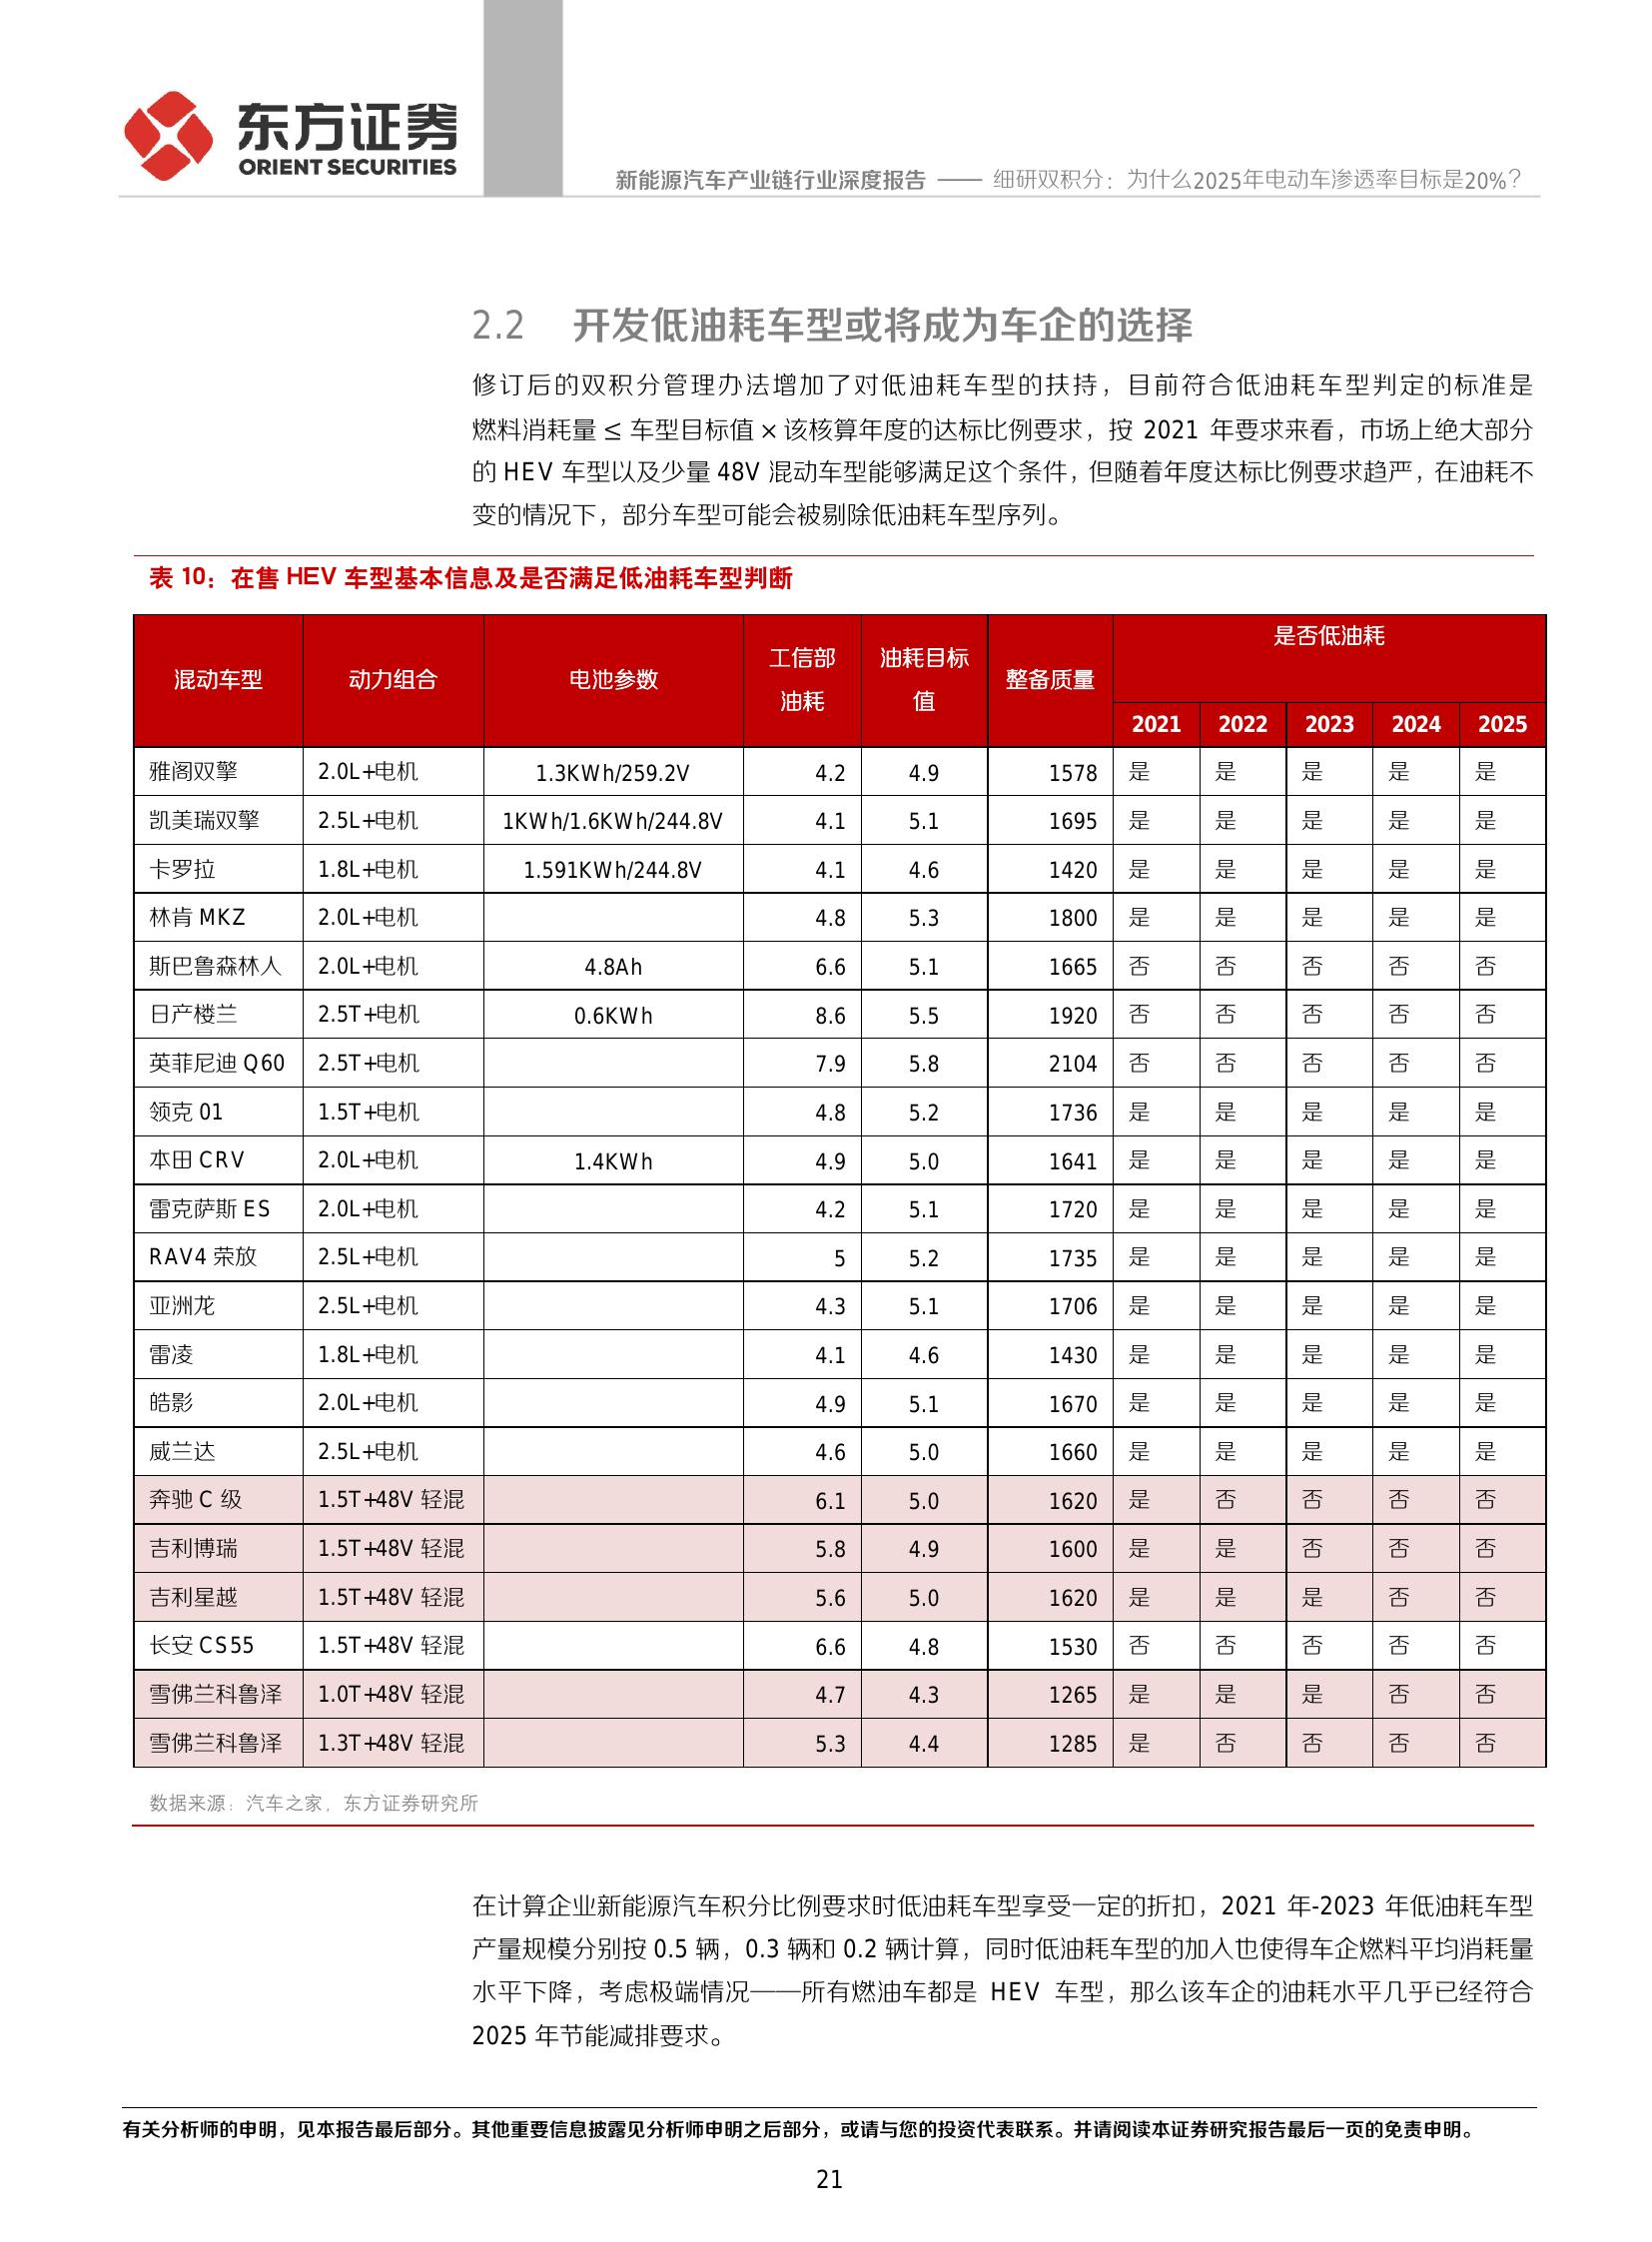 东方证券
ORIENT SECURITIES
新能源汽车产业链行业深度报告 —— 细研双积分：为什么2025年电动车渗透率目标是20%？
2.2 开发低油耗车型或将成为车企的选择
修订后的双积分管理办法增加了对低油耗车型的扶持，目前符合低油耗车型判定的标准是
燃料消耗量 ≤ 车型目标值 × 该核算年度的达标比例要求，按 2021 年要求来看，市场上绝大部分
的 HEV 车型以及少量 48V 混动车型能够满足这个条件，但随着年度达标比例要求趋严，在油耗不
变的情况下，部分车型可能会被剔除低油耗车型序列。
表 10：在售 HEV 车型基本信息及是否满足低油耗车型判断
混动车型 动力组合 电池参数 工信部油耗 油耗目标值 整备质量 是否低油耗
2021 2022 2023 2024 2025
雅阁双擎 2.0L+电机 1.3KWh/259.2V 4.2 4.9 1578 是 是 是 是 是
凯美瑞双擎 2.5L+电机 1KWh/1.6KWh/244.8V 4.1 5.1 1695 是 是 是 是 是
卡罗拉 1.8L+电机 1.591KWh/244.8V 4.1 4.6 1420 是 是 是 是 是
林肯 MKZ 2.0L+电机 4.8 5.3 1800 是 是 是 是 是
斯巴鲁森林人 2.0L+电机 4.8Ah 6.6 5.1 1665 否 否 否 否 否
日产楼兰 2.5T+电机 0.6KWh 8.6 5.5 1920 否 否 否 否 否
英菲尼迪 Q60 2.5T+电机 7.9 5.8 2104 否 否 否 否 否
领克 01 1.5T+电机 4.8 5.2 1736 是 是 是 是 是
本田 CRV 2.0L+电机 1.4KWh 4.9 5.0 1641 是 是 是 是 是
雷克萨斯 ES 2.0L+电机 4.2 5.1 1720 是 是 是 是 是
RAV4 荣放 2.5L+电机 5 5.2 1735 是 是 是 是 是
亚洲龙 2.5L+电机 4.3 5.1 1706 是 是 是 是 是
雷凌 1.8L+电机 4.1 4.6 1430 是 是 是 是 是
皓影 2.0L+电机 4.9 5.1 1670 是 是 是 是 是
威兰达 2.5L+电机 4.6 5.0 1660 是 是 是 是 是
奔驰 C 级 1.5T+48V 轻混 6.1 5.0 1620 是 否 否 否 否
吉利博瑞 1.5T+48V 轻混 5.8 4.9 1600 是 是 否 否 否
吉利星越 1.5T+48V 轻混 5.6 5.0 1620 是 是 是 否 否
长安 CS55 1.5T+48V 轻混 6.6 4.8 1530 否 否 否 否 否
雪佛兰科鲁泽 1.0T+48V 轻混 4.7 4.3 1265 是 是 是 否 否
雪佛兰科鲁泽 1.3T+48V 轻混 5.3 4.4 1285 是 否 否 否 否
数据来源：汽车之家，东方证券研究所
在计算企业新能源汽车积分比例要求时低油耗车型享受一定的折扣，2021 年-2023 年低油耗车型
产量规模分别按 0.5 辆，0.3 辆和 0.2 辆计算，同时低油耗车型的加入也使得车企燃料平均消耗量
水平下降，考虑极端情况——所有燃油车都是 HEV 车型，那么该车企的油耗水平几乎已经符合
2025 年节能减排要求。
有关分析师的申明，见本报告最后部分。其他重要信息披露见分析师申明之后部分，或请与您的投资代表联系。并请阅读本证券研究报告最后一页的免责申明。
21